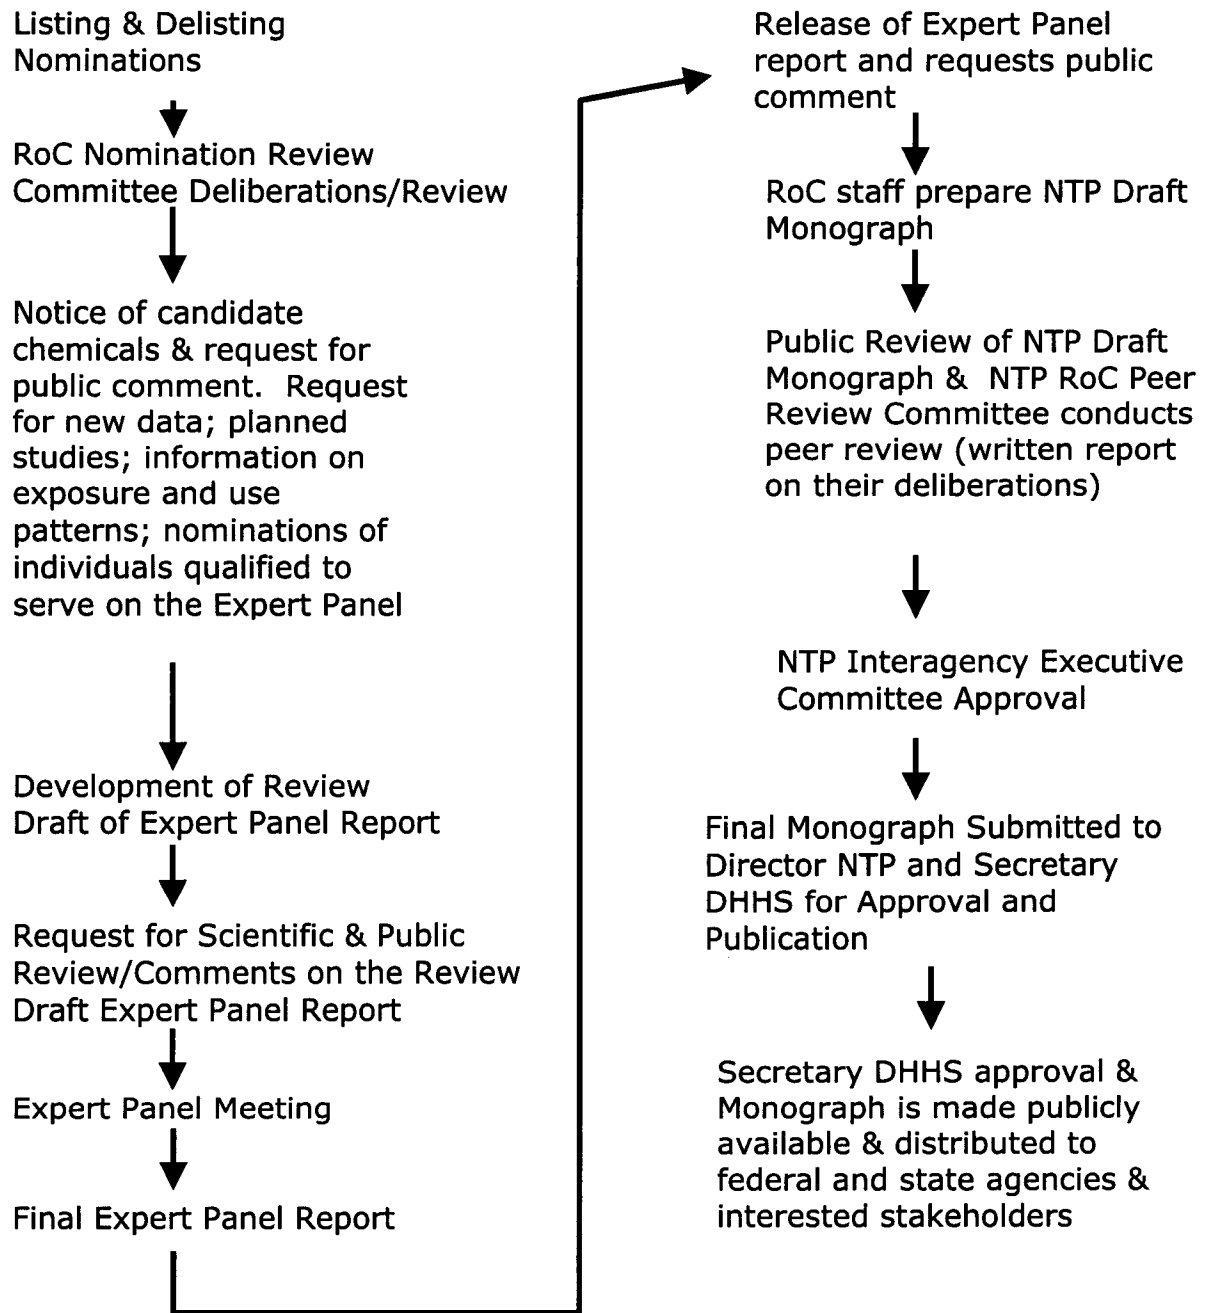 Listing & Delisting
Nominations
RoC Nomination Review
Committee Deliberations/Review
Notice of candidate
chemicals & request for
public comment.  Request
for new data; planned
studies; information on
exposure and use
patterns; nominations of
individuals qualified to
serve on the Expert Panel
Development of Review
Draft of Expert Panel Report
Request for Scientific & Public
Review/Comments on the Review
Draft Expert Panel Report
Expert Panel Meeting
Final Expert Panel Report
Release of Expert Panel
report and requests public
comment
RoC staff prepare NTP Draft
Monograph
Public Review of NTP Draft
Monograph &  NTP RoC Peer
Review Committee conducts
peer review (written report
on their deliberations)
NTP Interagency Executive
Committee Approval
Final Monograph Submitted to
Director NTP and Secretary
DHHS for Approval and
Publication
Secretary DHHS approval &
Monograph is made publicly
available & distributed to
federal and state agencies &
interested stakeholders